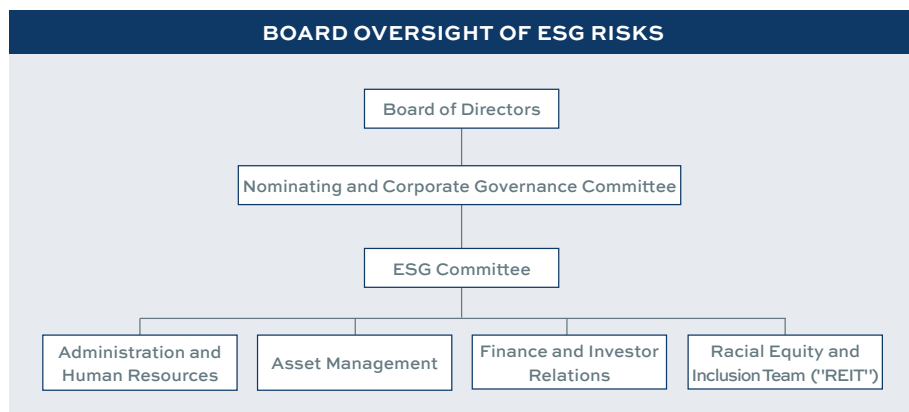 BOARD OVERSIGHT OF ESG RISKS
Board of Directors
Nominating and Corporate Governance Committee
ESG Committee
Administration and
Human Resources
Asset Management
Finance and Investor
Relations
Racial Equity and
Inclusion Team ("REIT")